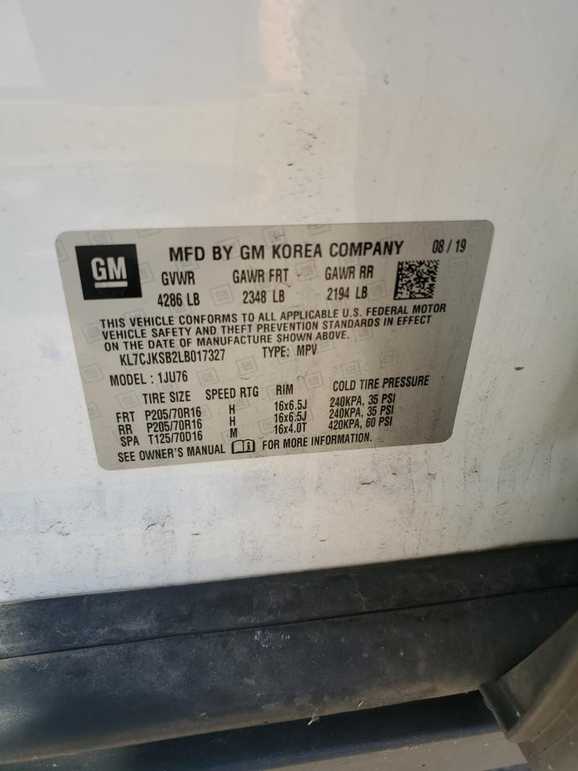 GM MFD BY GM KOREA COMPANY 08 / 19
GVWR GAWR FRT GAWR RR
4286 LB 2348 LB 2194 LB
THIS VEHICLE CONFORMS TO ALL APPLICABLE U.S. FEDERAL MOTOR
VEHICLE SAFETY AND THEFT PREVENTION STANDARDS IN EFFECT
ON THE DATE OF MANUFACTURE SHOWN ABOVE.
KL7CJKSB2LB017327 TYPE: MPV
MODEL : 1JU76
TIRE SIZE SPEED RTG RIM COLD TIRE PRESSURE
FRT P205/70R16 H 16x6.5J 240KPA, 35 PSI
RR P205/70R16 H 16x6.5J 240KPA, 35 PSI
SPA T125/70D16 M 16x4.0T 420KPA, 60 PSI
SEE OWNER'S MANUAL FOR MORE INFORMATION.